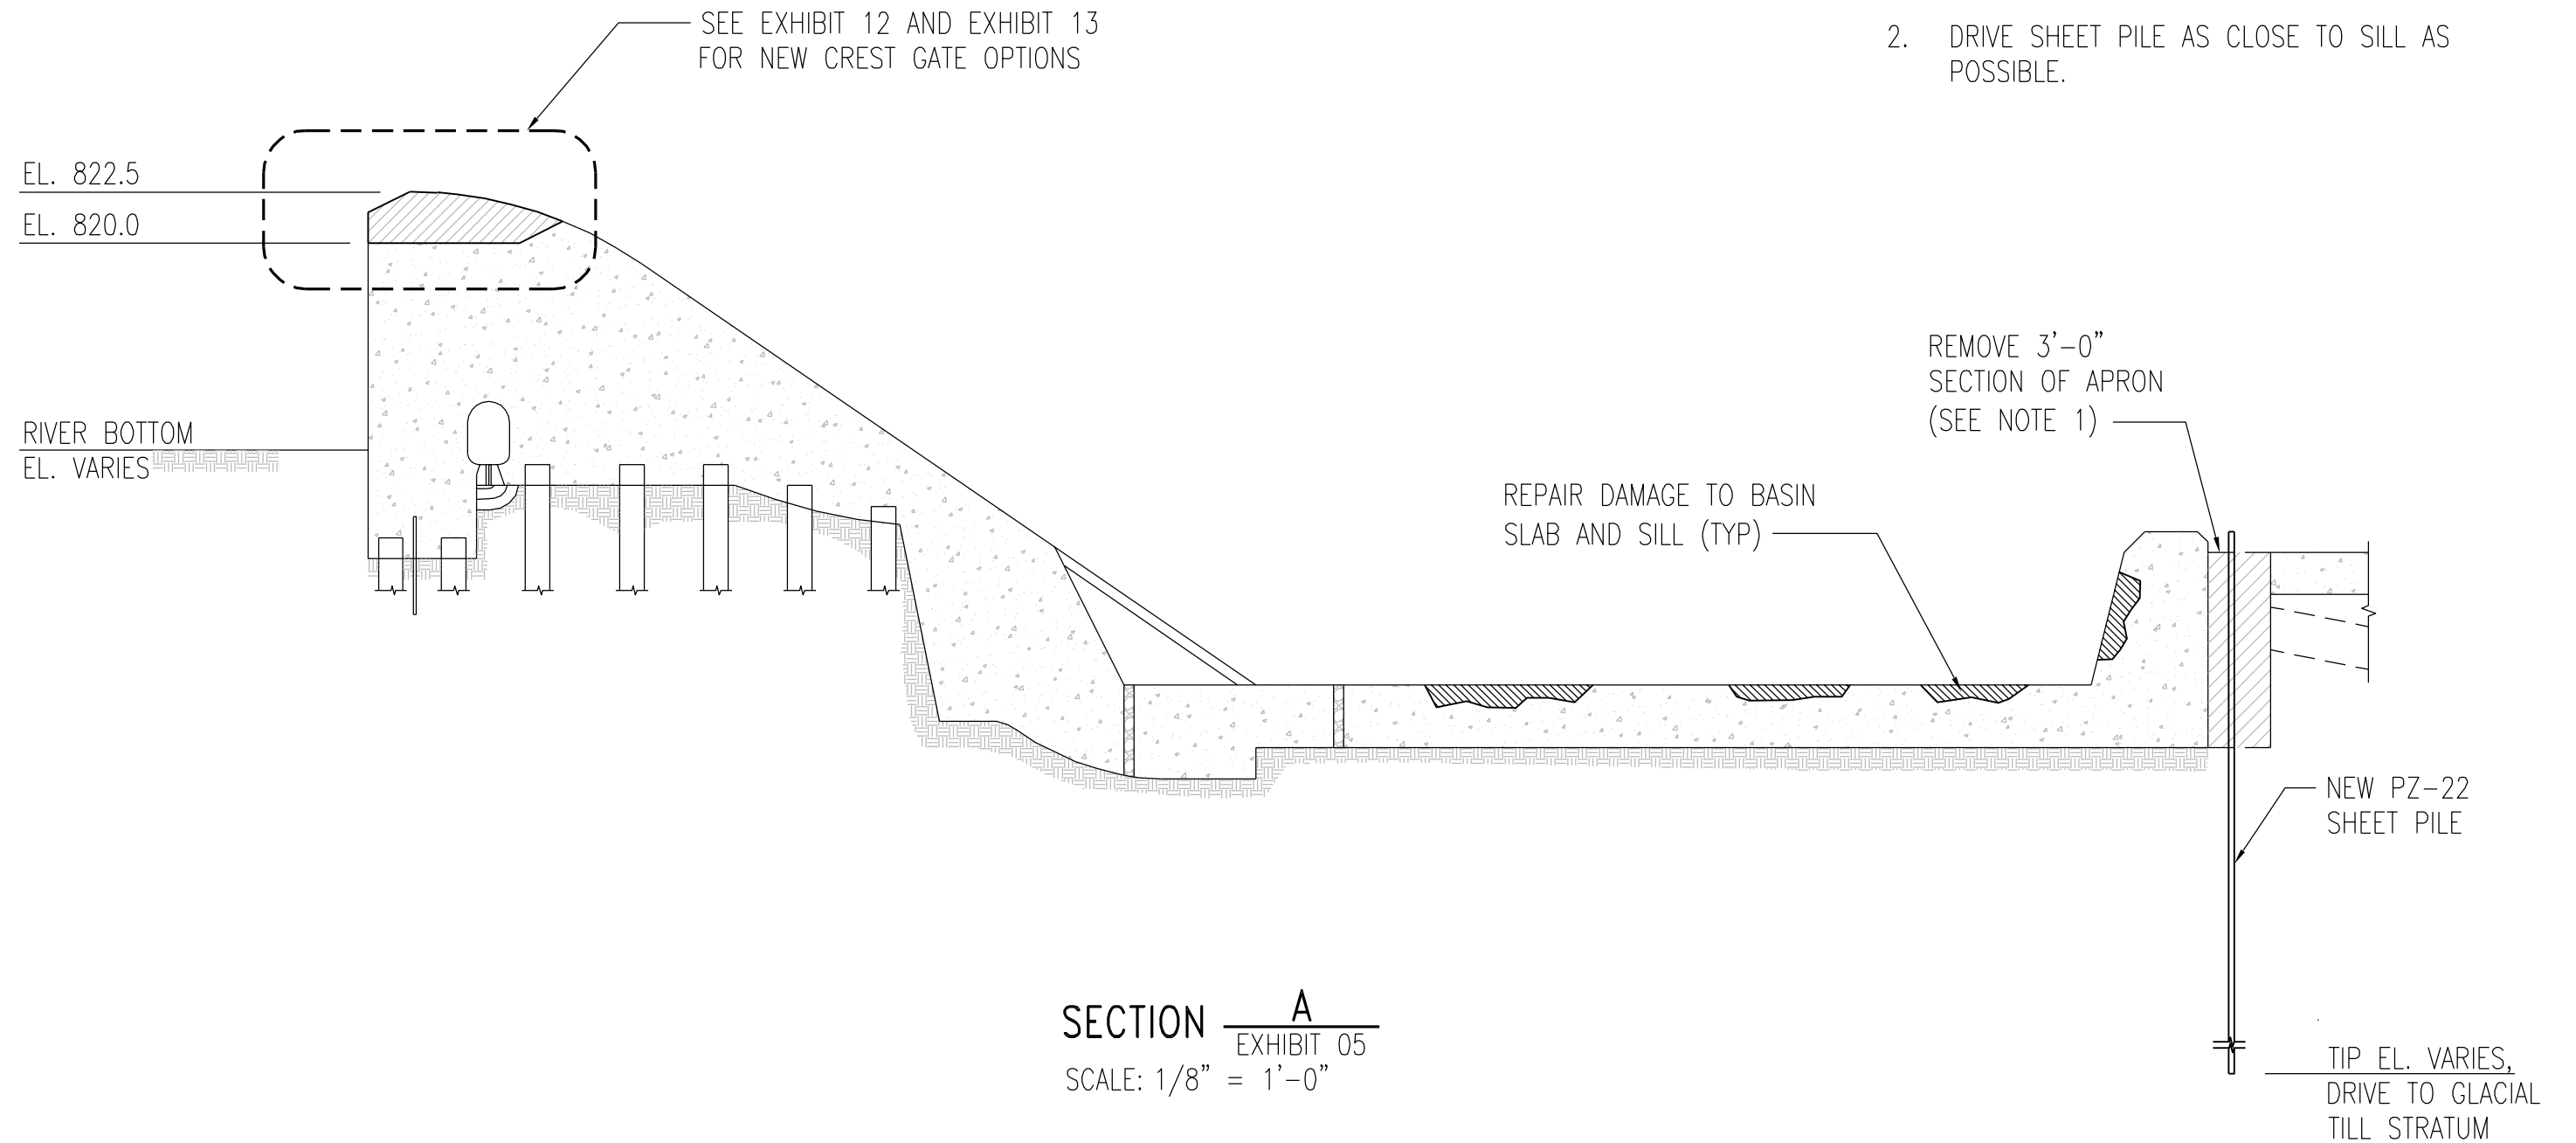 SEE EXHIBIT 12 AND EXHIBIT 13
FOR NEW CREST GATE OPTIONS
2. DRIVE SHEET PILE AS CLOSE TO SILL AS
POSSIBLE.
EL. 822.5
EL. 820.0
RIVER BOTTOM
EL. VARIES
REMOVE 3'-0"
SECTION OF APRON
(SEE NOTE 1)
REPAIR DAMAGE TO BASIN
SLAB AND SILL (TYP)
NEW PZ-22
SHEET PILE
SECTION A
EXHIBIT 05
SCALE: 1/8" = 1'-0"
TIP EL. VARIES,
DRIVE TO GLACIAL
TILL STRATUM